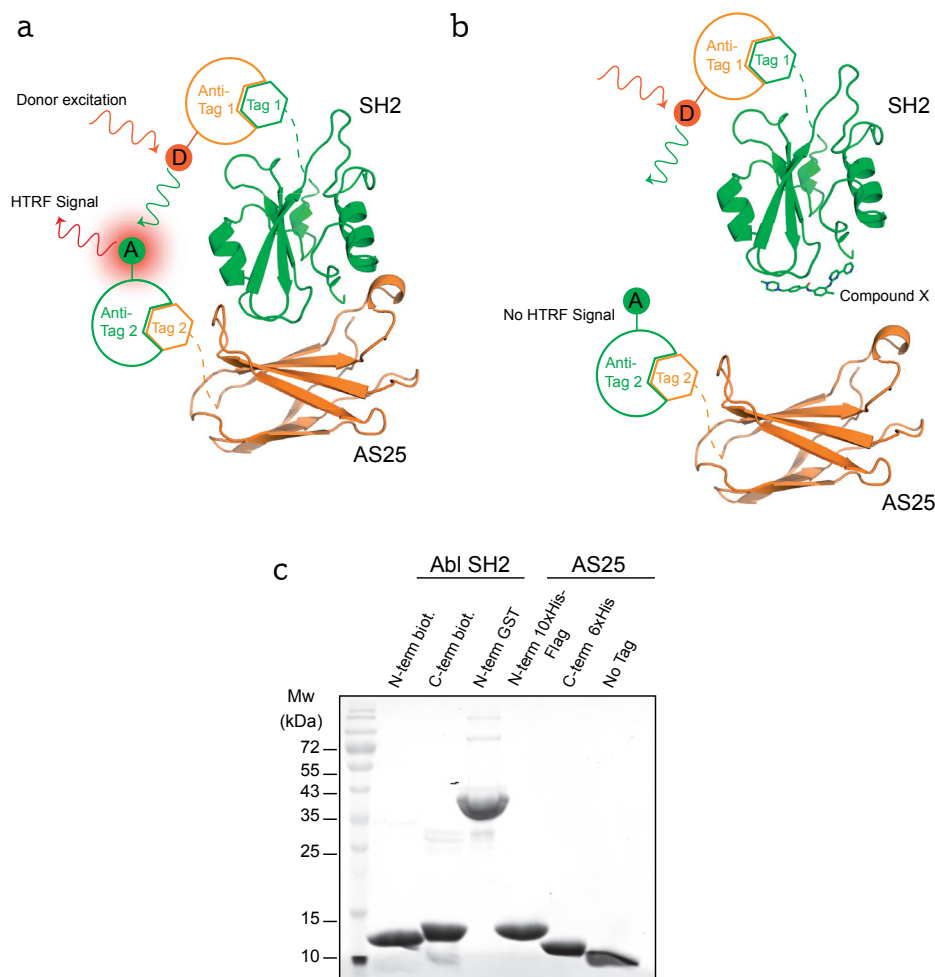 a
Donor excitation
Anti-
Tag 1
Tag 1
SH2
D
HTRF Signal
A
Anti-
Tag 2
Tag 2
AS25
b
Anti-
Tag 1
Tag 1
SH2
D
Compound X
A
No HTRF Signal
Anti-
Tag 2
Tag 2
AS25
c
Abl SH2
AS25
N-term biot.
C-term biot.
N-term GST
N-term 10xHis-
Flag
C-term 6xHis
No Tag
Mw
(kDa)
72
55
43
35
25
15
10